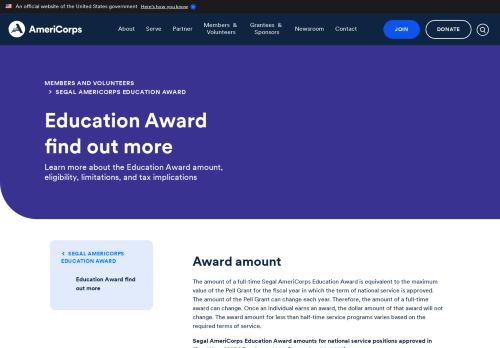 An official website of the United States government Here's how you know
AmeriCorps
About Serve Partner Members & Volunteers Grantees & Sponsors Newsroom Contact
JOIN
DONATE
MEMBERS AND VOLUNTEERS
> SEGAL AMERICORPS EDUCATION AWARD
Education Award
find out more
Learn more about the Education Award amount,
eligibility, limitations, and tax implications
< SEGAL AMERICORPS
EDUCATION AWARD
Education Award find
out more
Award amount
The amount of a full-time Segal AmeriCorps Education Award is equivalent to the maximum
value of the Pell Grant for the fiscal year in which the term of national service is approved.
The amount of the Pell Grant can change each year. Therefore, the amount of a full-time
award can change. Once an individual earns an award, the dollar amount of that award will not
change. The award amount for less than half-time service programs varies based on the
required terms of service.
Segal AmeriCorps Education Award amounts for national service positions approved in